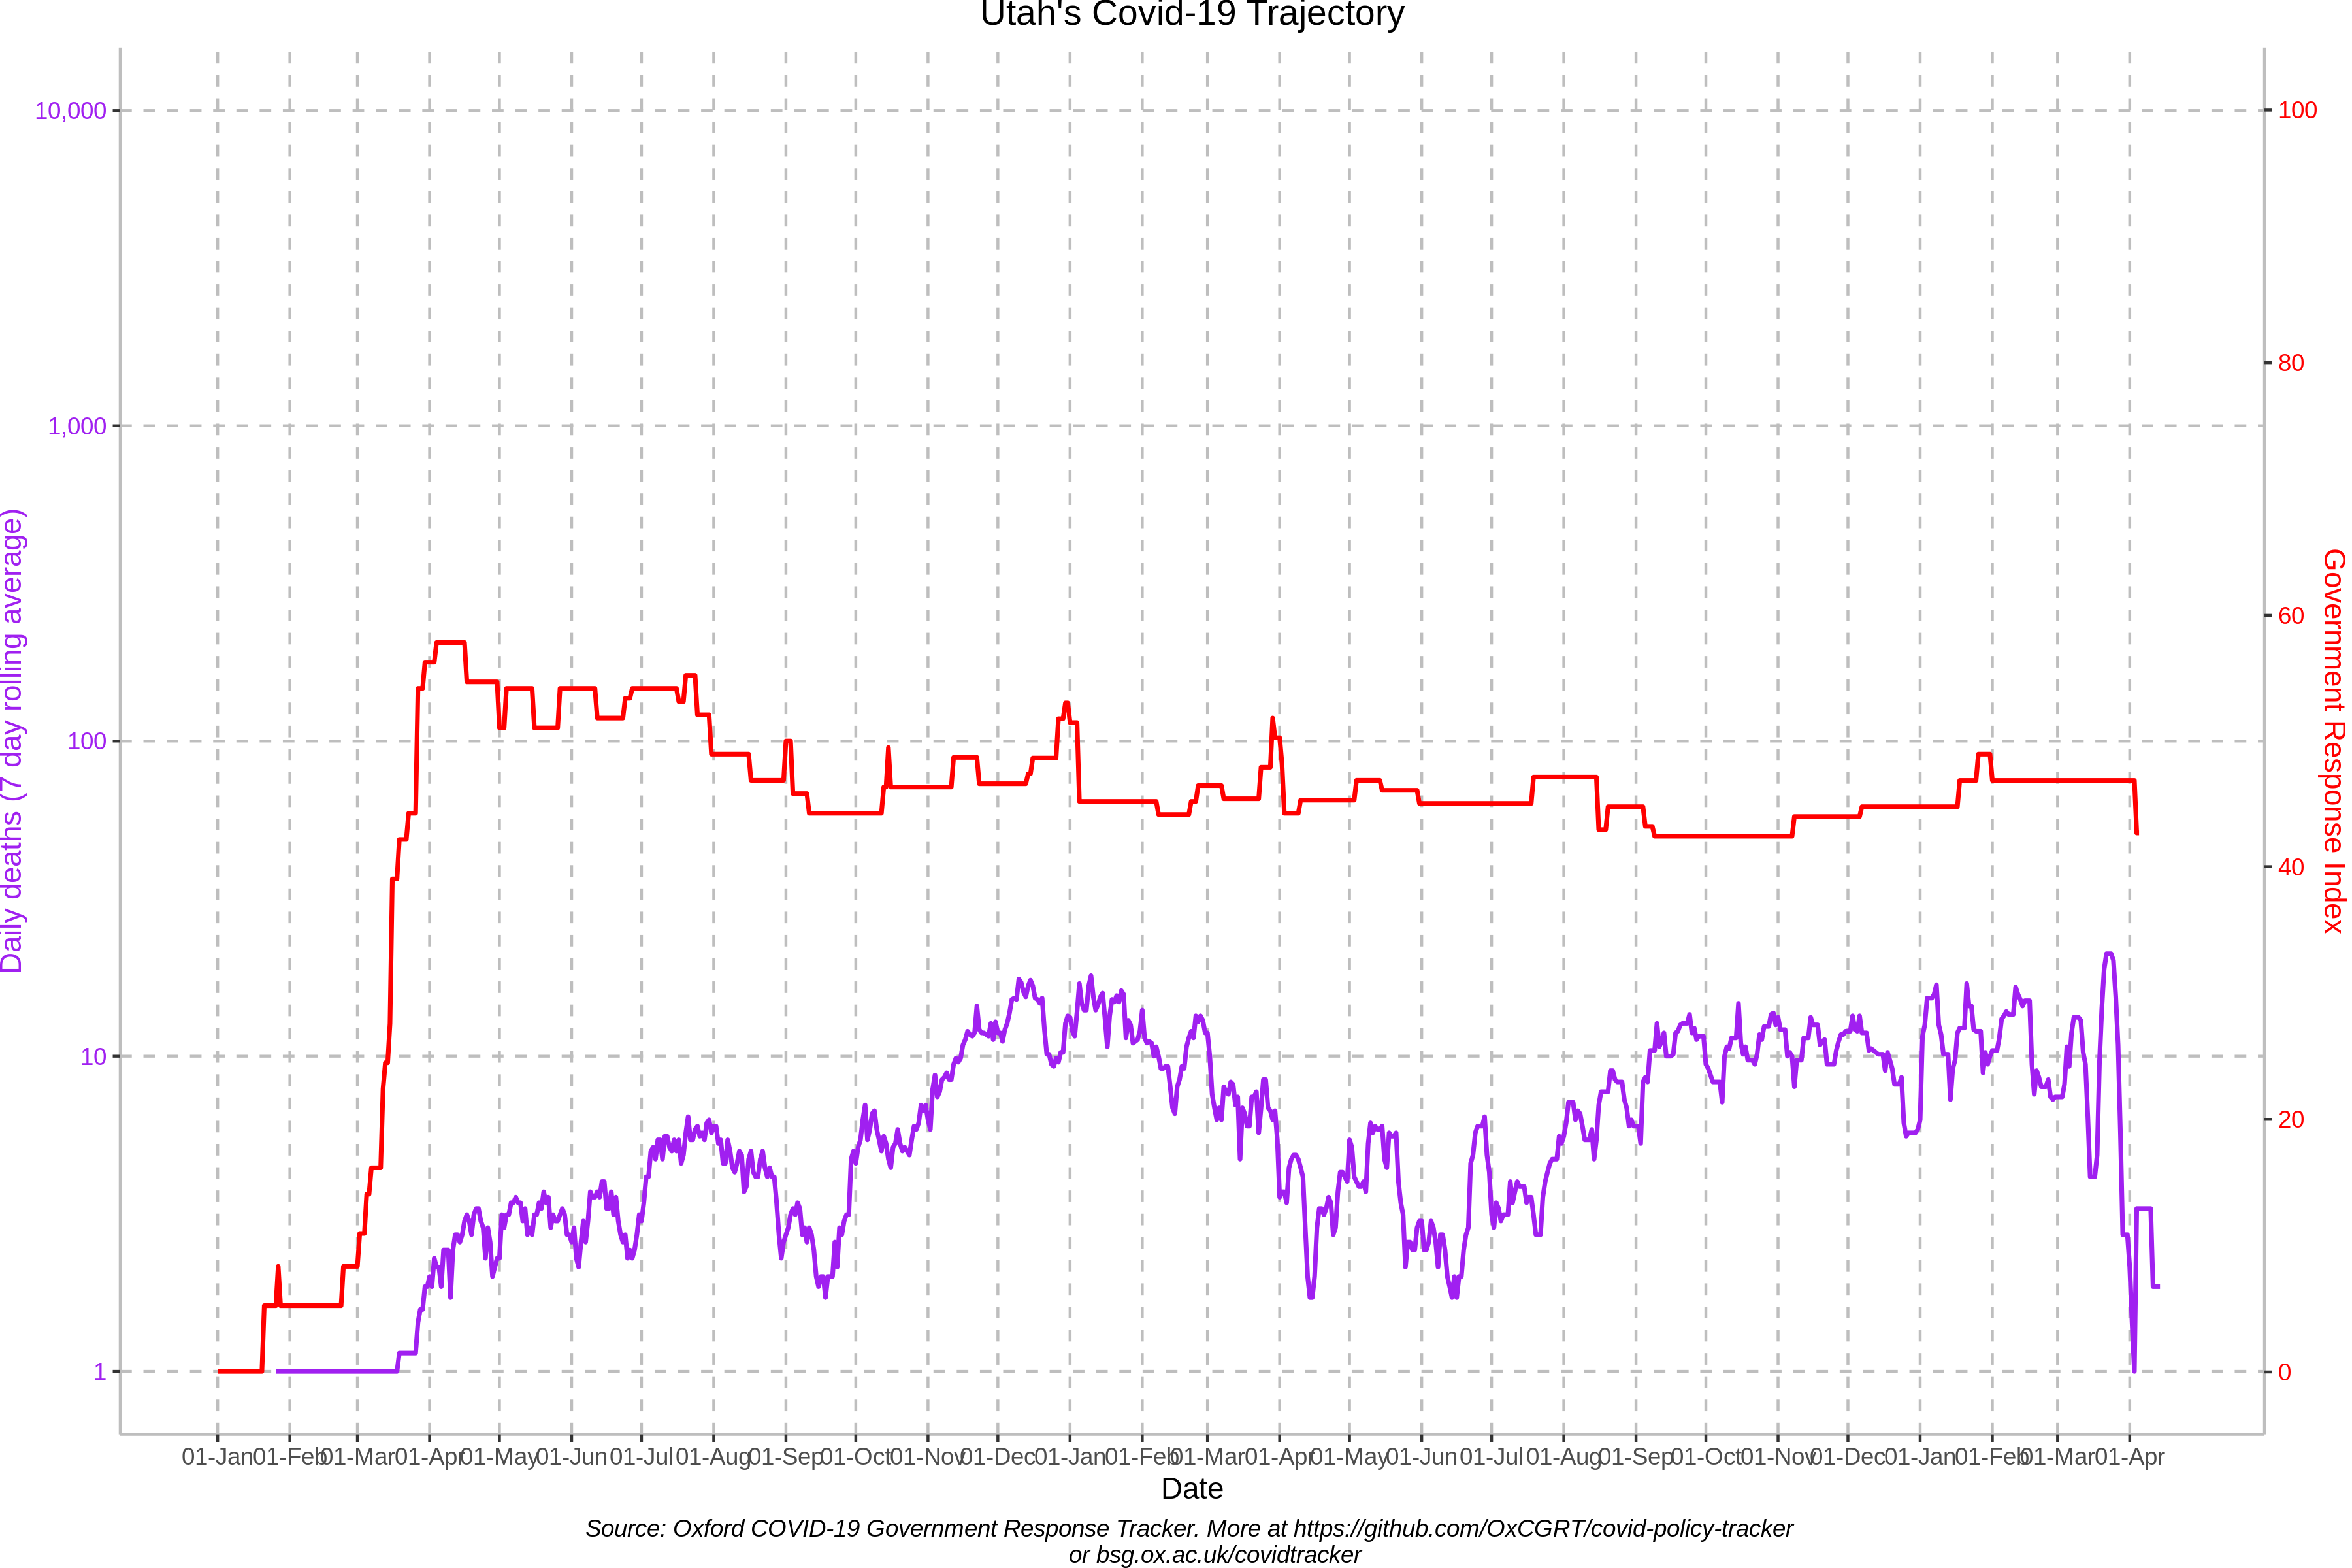 Utah's Covid-19 Trajectory
10,000
1,000
100
10
1
Daily deaths (7 day rolling average)
100
80
60
40
20
0
Government Response Index
01-Jan 01-Feb 01-Mar 01-Apr 01-May 01-Jun 01-Jul 01-Aug 01-Sep 01-Oct 01-Nov 01-Dec 01-Jan 01-Feb 01-Mar 01-Apr 01-May 01-Jun 01-Jul 01-Aug 01-Sep 01-Oct 01-Nov 01-Dec 01-Jan 01-Feb 01-Mar 01-Apr
Date
Source: Oxford COVID-19 Government Response Tracker. More at https://github.com/OxCGRT/covid-policy-tracker
or bsg.ox.ac.uk/covidtracker